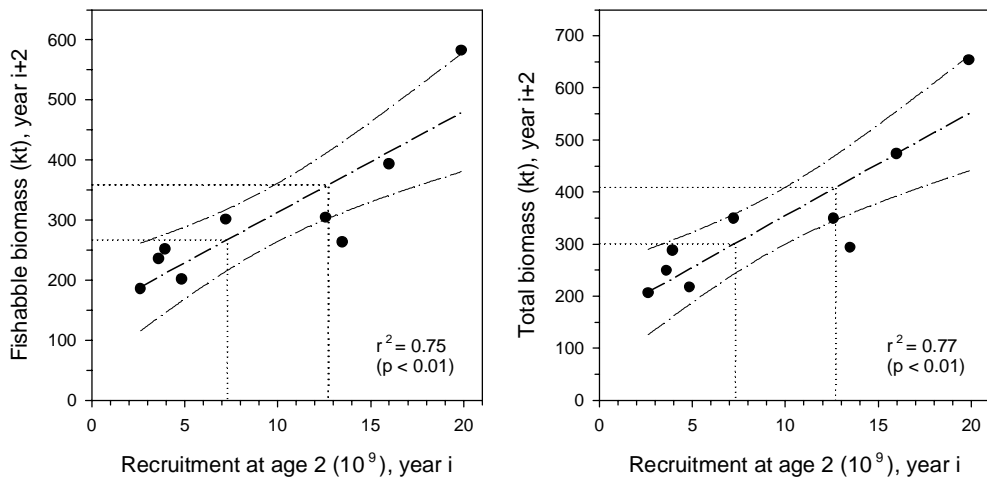 Fishabble biomass (kt), year i+2
600
500
400
300
200
100
0
r² = 0.75
(p < 0.01)
0 5 10 15 20
Recruitment at age 2 (10⁹), year i
Total biomass (kt), year i+2
700
600
500
400
300
200
100
0
r² = 0.77
(p < 0.01)
0 5 10 15 20
Recruitment at age 2 (10⁹), year i